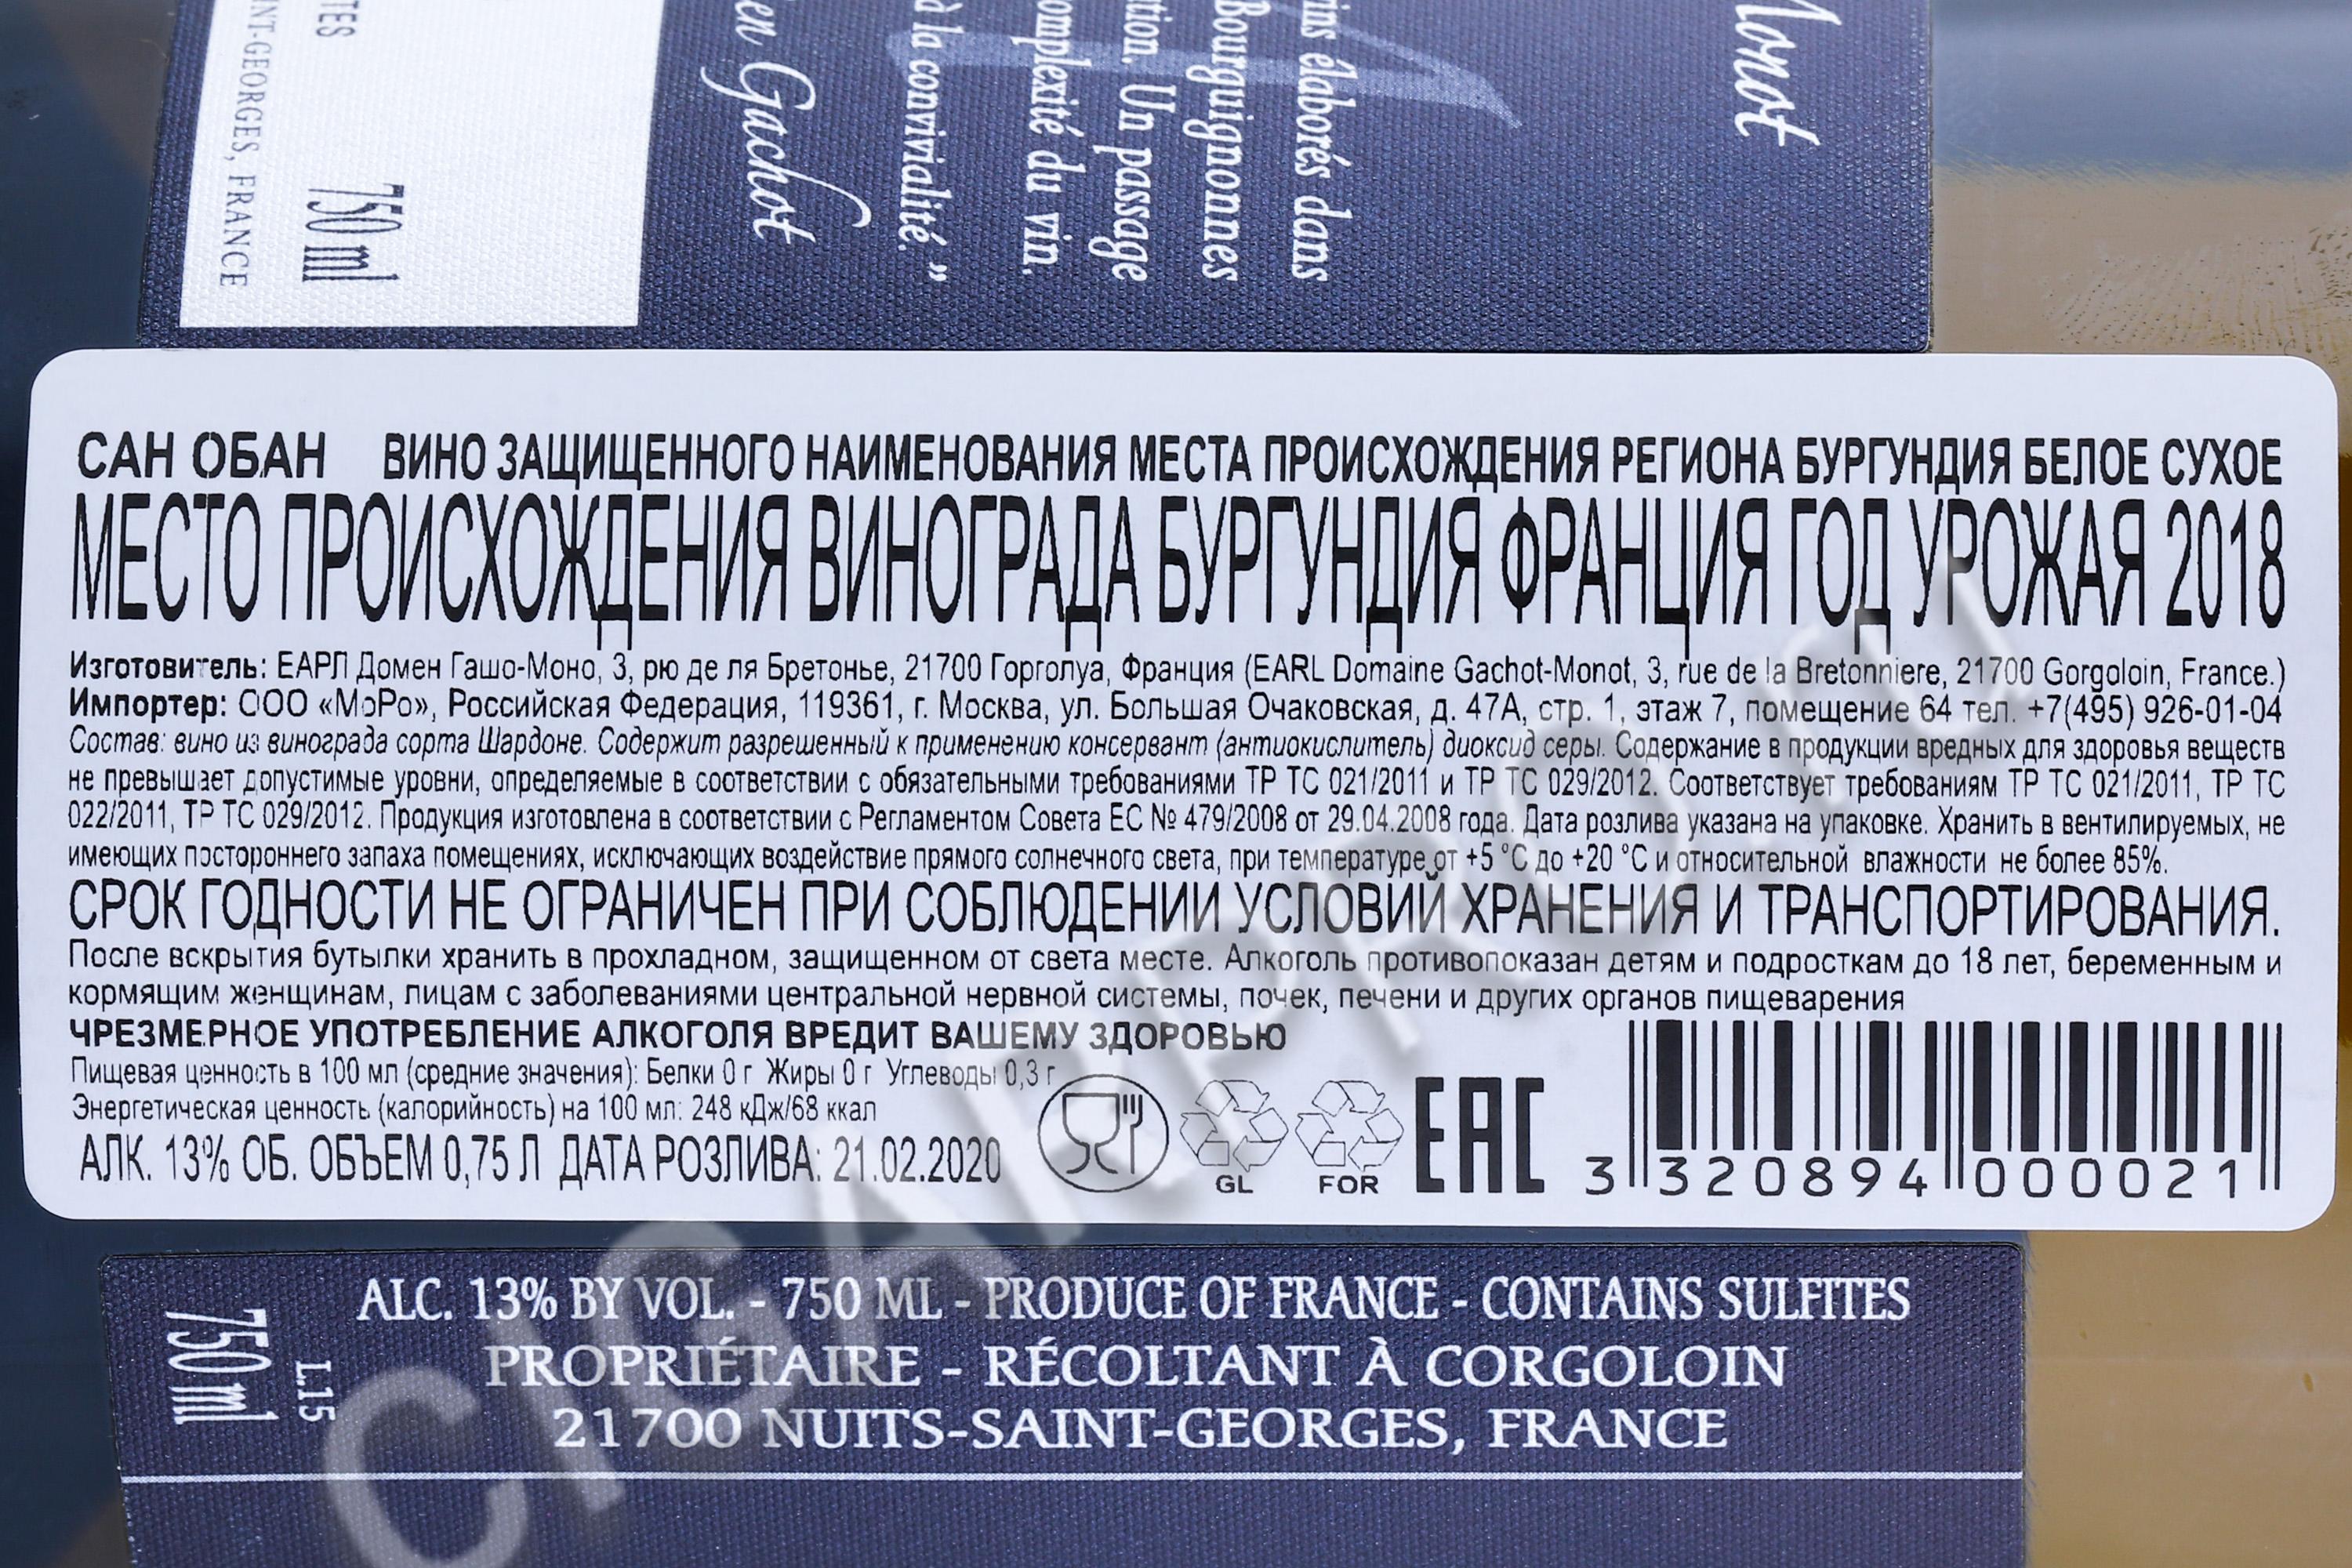 Monot
rins élaborés dans
Bourguignonnes
tion. Un passage
omplexité du vin.
à la convivialité."
en Gachot
TES
750 ml
INT-GEORGES, FRANCE
САН ОБАН ВИНО ЗАЩИЩЕННОГО НАИМЕНОВАНИЯ МЕСТА ПРОИСХОЖДЕНИЯ РЕГИОНА БУРГУНДИЯ БЕЛОЕ СУХОЕ
МЕСТО ПРОИСХОЖДЕНИЯ ВИНОГРАДА БУРГУНДИЯ ФРАНЦИЯ ГОД УРОЖАЯ 2018
Изготовитель: ЕАРЛ Домен Гашо-Моно, 3, рю де ля Бретонье, 21700 Горголуа, Франция (EARL Domaine Gachot-Monot, 3, rue de la Bretonniere, 21700 Gorgoloin, France.)
Импортер: ООО «МоРо», Российская Федерация, 119361, г. Москва, ул. Большая Очаковская, д. 47А, стр. 1, этаж 7, помещение 64 тел. +7(495) 926-01-04
Состав: вино из винограда сорта Шардоне. Содержит разрешенный к применению консервант (антиокислитель) диоксид серы. Содержание в продукции вредных для здоровья веществ
не превышает допустимые уровни, определяемые в соответствии с обязательными требованиями ТР ТС 021/2011 и ТР ТС 029/2012. Соответствует требованиям ТР ТС 021/2011, ТР ТС
022/2011, ТР ТС 029/2012. Продукция изготовлена в соответствии с Регламентом Совета ЕС № 479/2008 от 29.04.2008 года. Дата розлива указана на упаковке. Хранить в вентилируемых, не
имеющих постороннего запаха помещениях, исключающих воздействие прямого солнечного света, при температуре от +5 °С до +20 °С и относительной влажности не более 85%.
СРОК ГОДНОСТИ НЕ ОГРАНИЧЕН ПРИ СОБЛЮДЕНИИ УСЛОВИЙ ХРАНЕНИЯ И ТРАНСПОРТИРОВАНИЯ.
После вскрытия бутылки хранить в прохладном, защищенном от света месте. Алкоголь противопоказан детям и подросткам до 18 лет, беременным и
кормящим женщинам, лицам с заболеваниями центральной нервной системы, почек, печени и других органов пищеварения
ЧРЕЗМЕРНОЕ УПОТРЕБЛЕНИЕ АЛКОГОЛЯ ВРЕДИТ ВАШЕМУ ЗДОРОВЬЮ
Пищевая ценность в 100 мл (средние значения): Белки 0 г Жиры 0 г Углеводы 0,3 г
Энергетическая ценность (калорийность) на 100 мл: 248 кДж/68 ккал
АЛК. 13% ОБ. ОБЪЕМ 0,75 Л ДАТА РОЗЛИВА: 21.02.2020
GL FOR EAC
3 320894 000021
ALC. 13% BY VOL. - 750 ML - PRODUCE OF FRANCE - CONTAINS SULFITES
PROPRIÉTAIRE - RÉCOLTANT À CORGOLOIN
21700 NUITS-SAINT-GEORGES, FRANCE
750 ml
L.15
CIGARPRO.ru